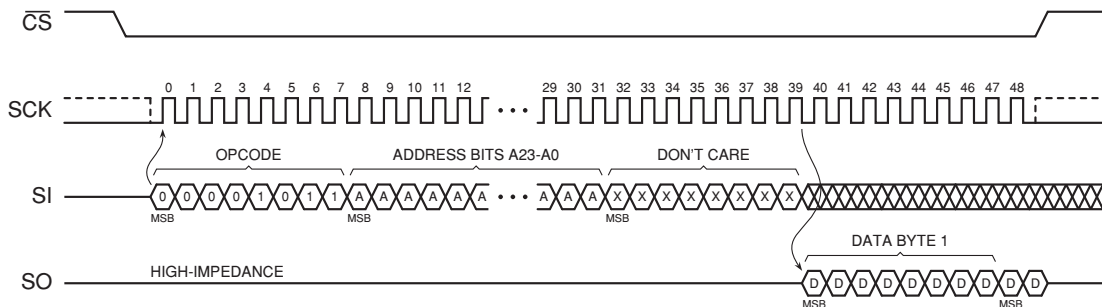 CS
SCK
0 1 2 3 4 5 6 7 8 9 10 11 12 29 30 31 32 33 34 35 36 37 38 39 40 41 42 43 44 45 46 47 48
OPCODE ADDRESS BITS A23-A0 DON'T CARE
SI
0 0 0 0 1 0 1 1 A A A A A A A A A X X X X X X X X
MSB MSB MSB
DATA BYTE 1
SO
HIGH-IMPEDANCE
D D D D D D D D D D
MSB MSB